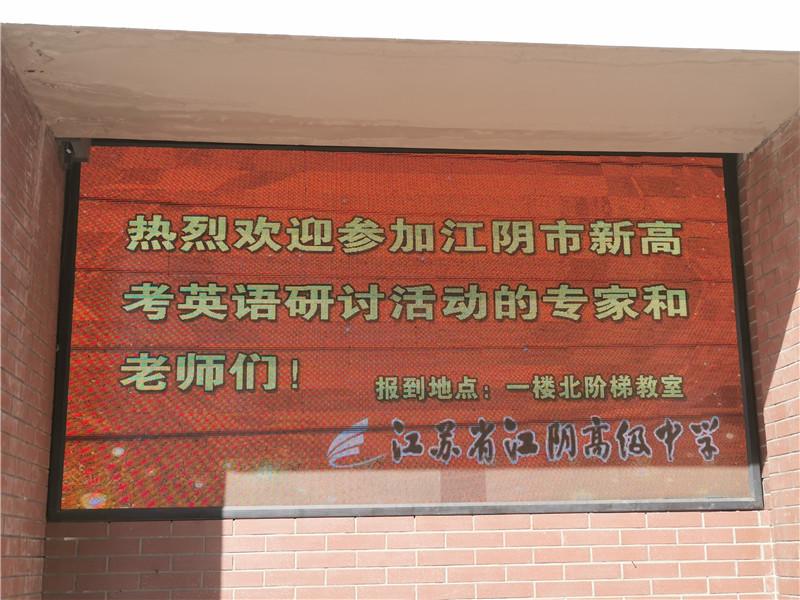 热烈欢迎参加江阴市新高
考英语研讨活动的专家和
老师们！
报到地点：一楼北阶梯教室
江苏省江阴高级中学